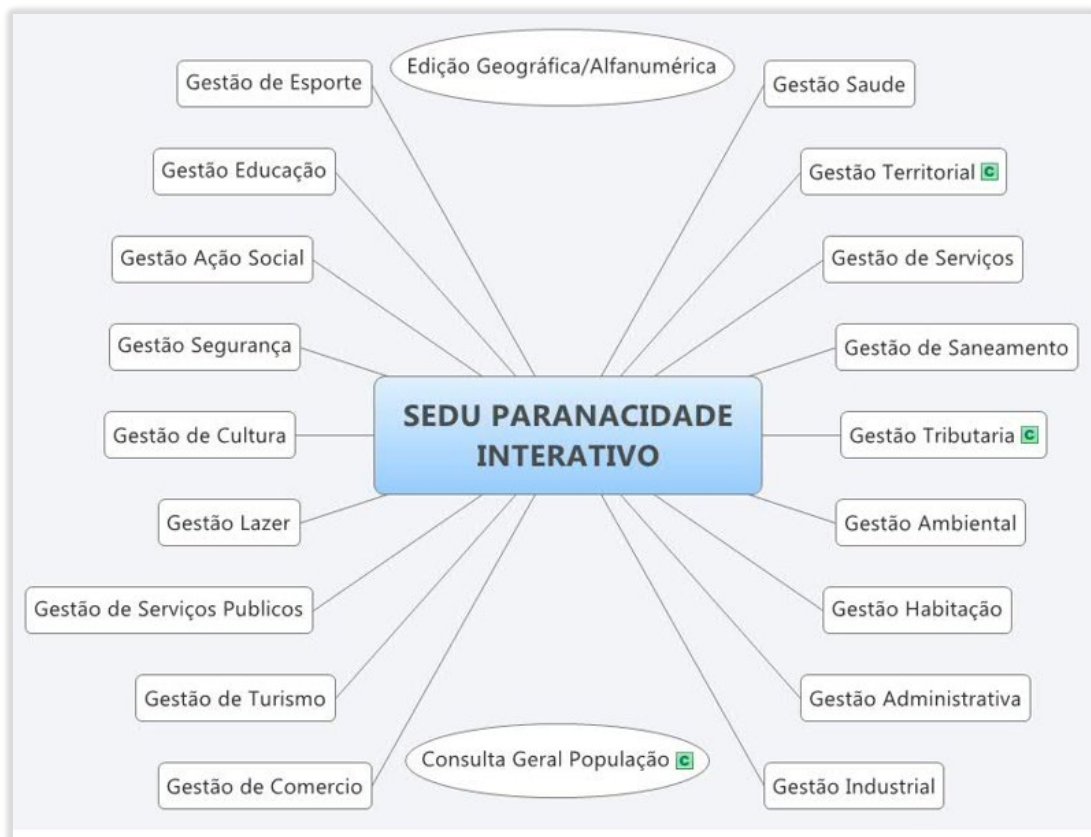 Edição Geográfica/Alfanumérica
Gestão de Esporte
Gestão Saude
Gestão Educação
Gestão Territorial C
Gestão Ação Social
Gestão de Serviços
Gestão Segurança
Gestão de Saneamento
SEDU PARANACIDADE
INTERATIVO
Gestão de Cultura
Gestão Tributaria C
Gestão Lazer
Gestão Ambiental
Gestão de Serviços Publicos
Gestão Habitação
Gestão de Turismo
Gestão Administrativa
Consulta Geral População C
Gestão de Comercio
Gestão Industrial